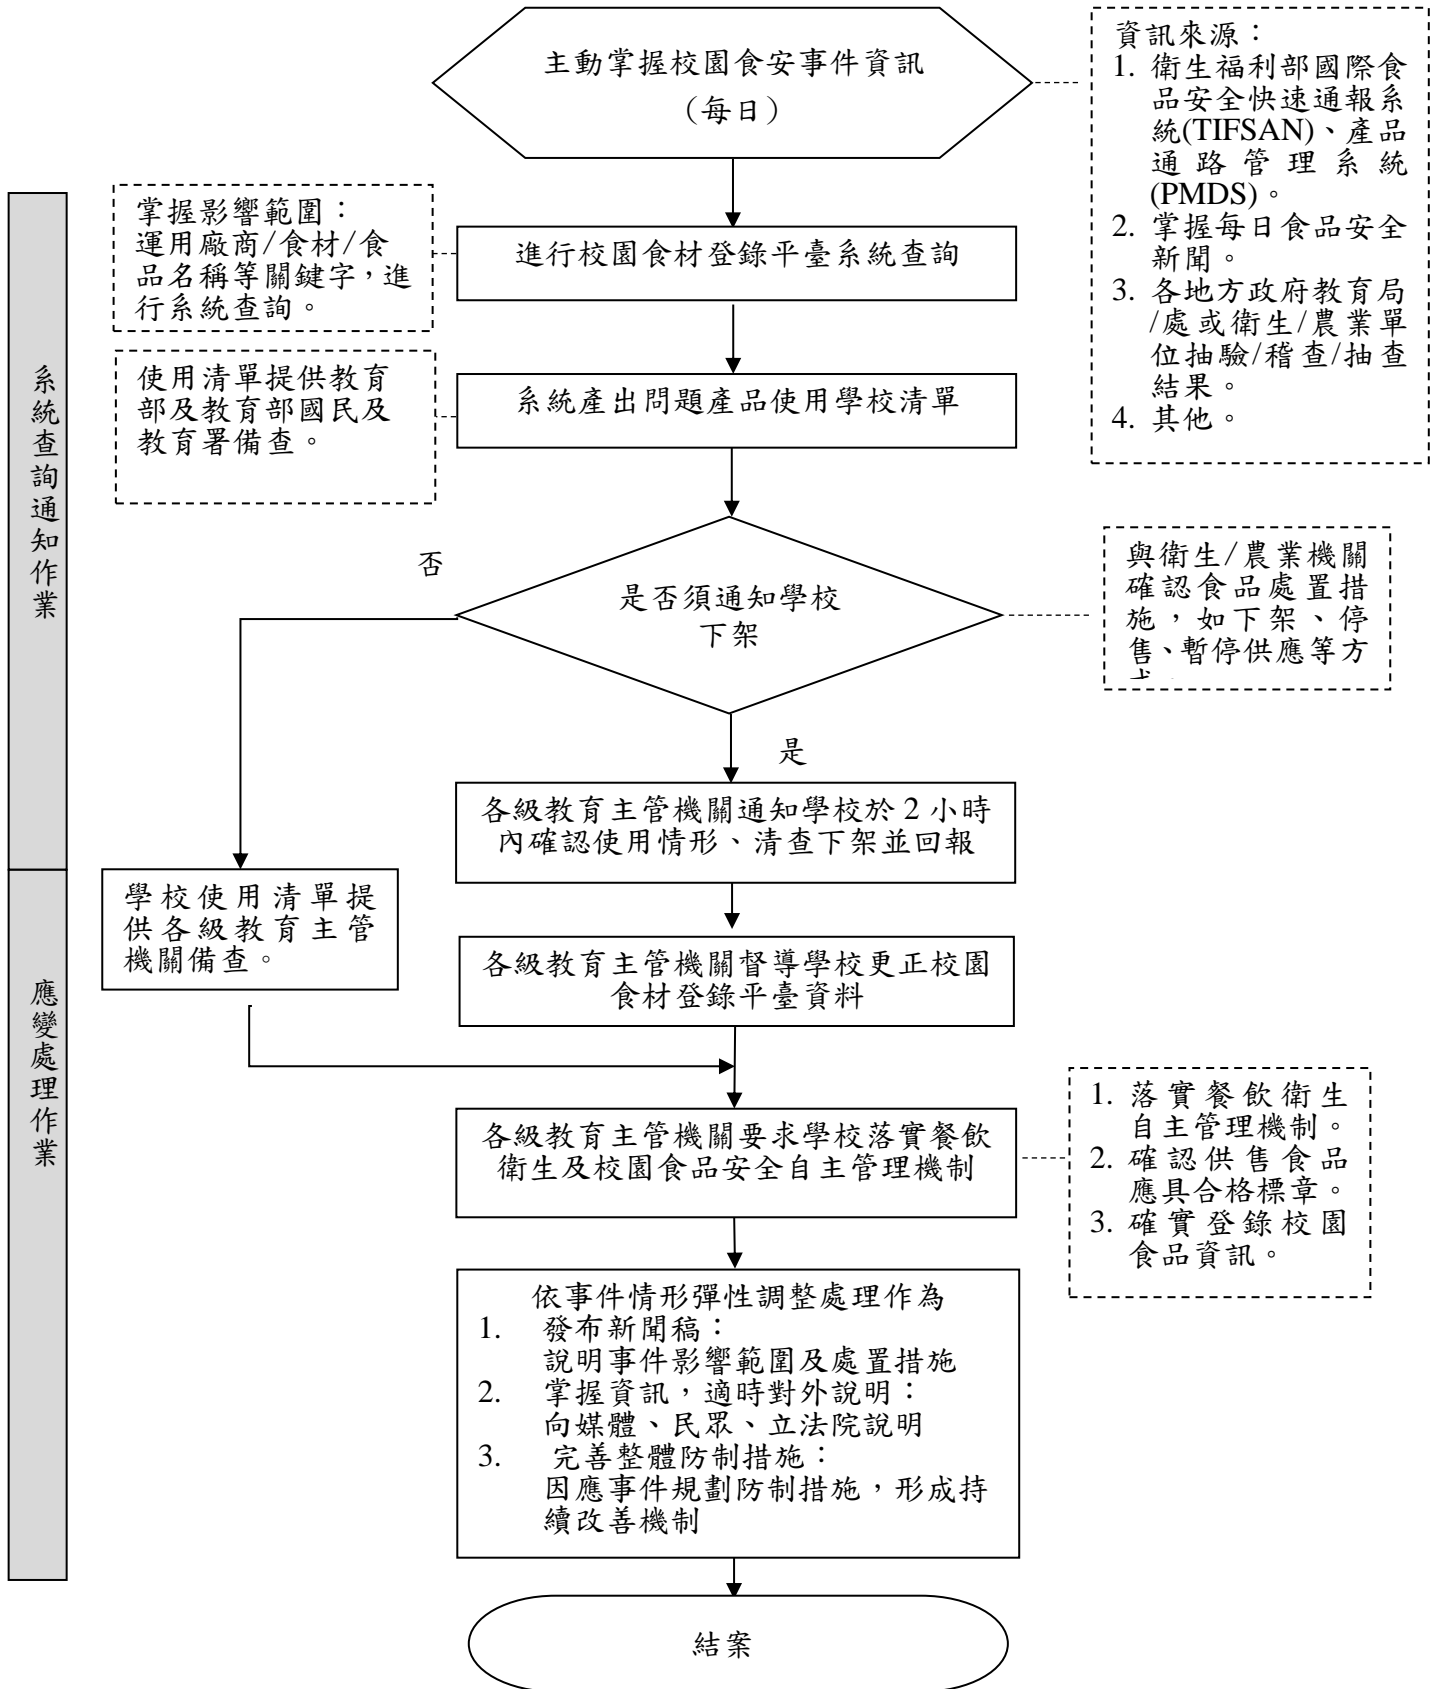 主動掌握校園食安事件資訊
(每日)
資訊來源：
1. 衛生福利部國際食
品安全快速通報系
統(TIFSAN)、產品
通路管理系統
(PMDS)。
2. 掌握每日食品安全
新聞。
3. 各地方政府教育局
/處或衛生/農業單
位抽驗/稽查/抽查
結果。
4. 其他。
系統查詢通知作業
掌握影響範圍：
運用廠商/食材/食
品名稱等關鍵字，進
行系統查詢。
進行校園食材登錄平臺系統查詢
使用清單提供教育
部及教育部國民及
教育署備查。
系統產出問題產品使用學校清單
否
是否須通知學校
下架
與衛生/農業機關
確認食品處置措
施，如下架、停
售、暫停供應等方
是
各級教育主管機關通知學校於 2 小時
內確認使用情形、清查下架並回報
應變處理作業
學校使用清單提
供各級教育主管
機關備查。
各級教育主管機關督導學校更正校園
食材登錄平臺資料
各級教育主管機關要求學校落實餐飲
衛生及校園食品安全自主管理機制
1. 落實餐飲衛生
自主管理機制。
2. 確認供售食品
應具合格標章。
3. 確實登錄校園
食品資訊。
依事件情形彈性調整處理作為
1. 發布新聞稿：
說明事件影響範圍及處置措施
2. 掌握資訊，適時對外說明：
向媒體、民眾、立法院說明
3. 完善整體防制措施：
因應事件規劃防制措施，形成持
續改善機制
結案